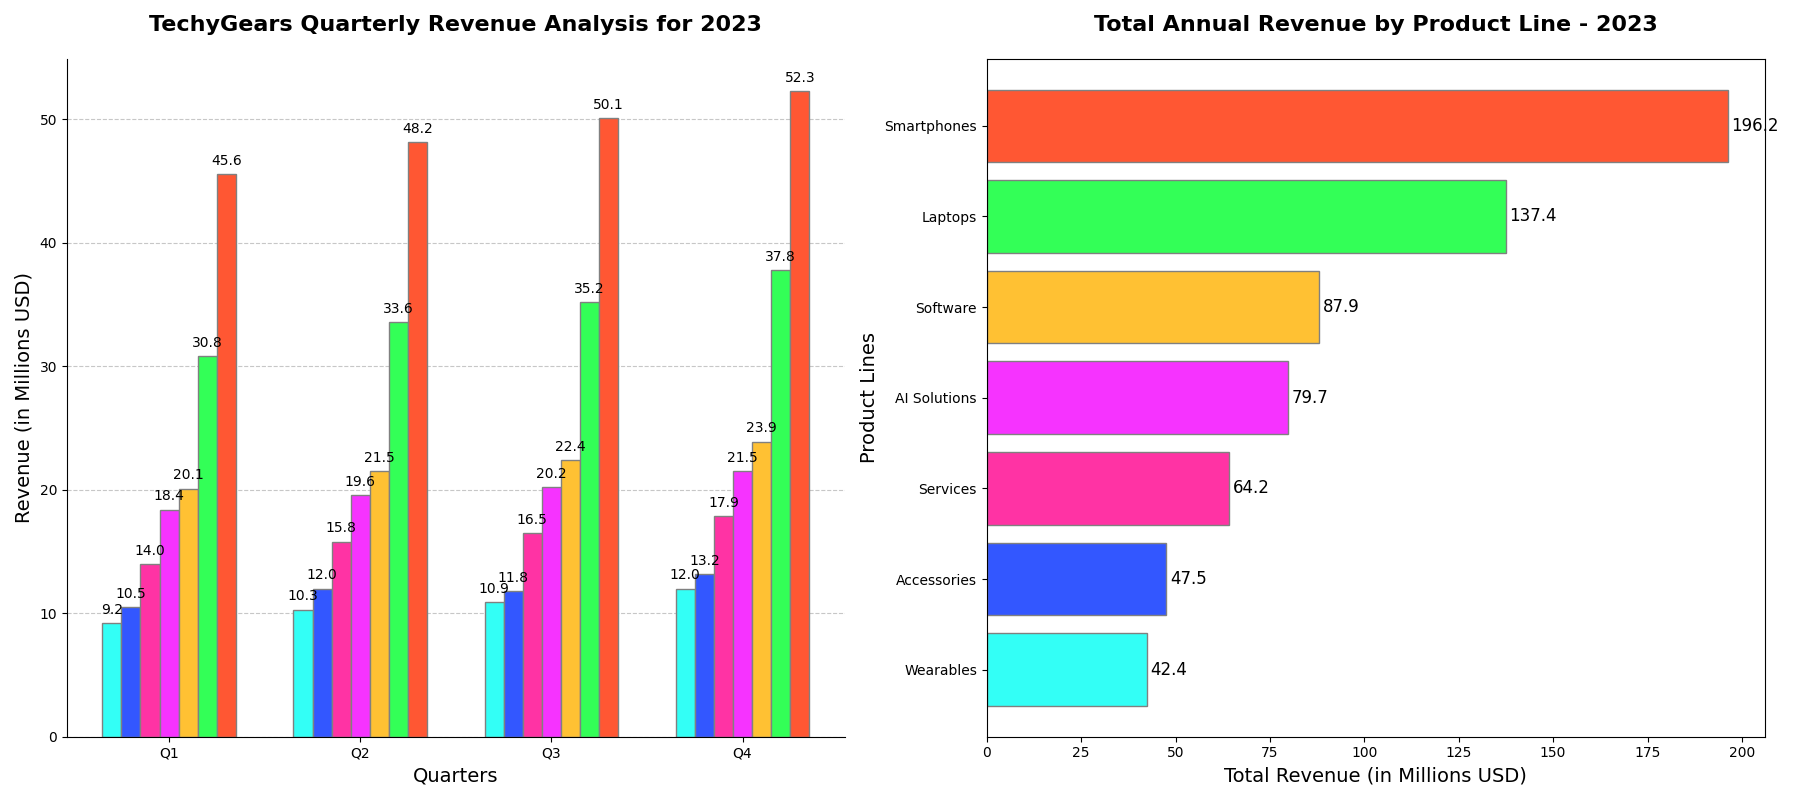 TechyGears Quarterly Revenue Analysis for 2023
Revenue (in Millions USD)
50
40
30
20
10
0
9.2
10.5
14.0
18.4
20.1
30.8
45.6
10.3
12.0
15.8
19.6
21.5
33.6
48.2
10.9
11.8
16.5
20.2
22.4
35.2
50.1
12.0
13.2
17.9
21.5
23.9
37.8
52.3
Q1 Q2 Q3 Q4
Quarters
Total Annual Revenue by Product Line - 2023
Product Lines
Smartphones 196.2
Laptops 137.4
Software 87.9
AI Solutions 79.7
Services 64.2
Accessories 47.5
Wearables 42.4
0 25 50 75 100 125 150 175 200
Total Revenue (in Millions USD)